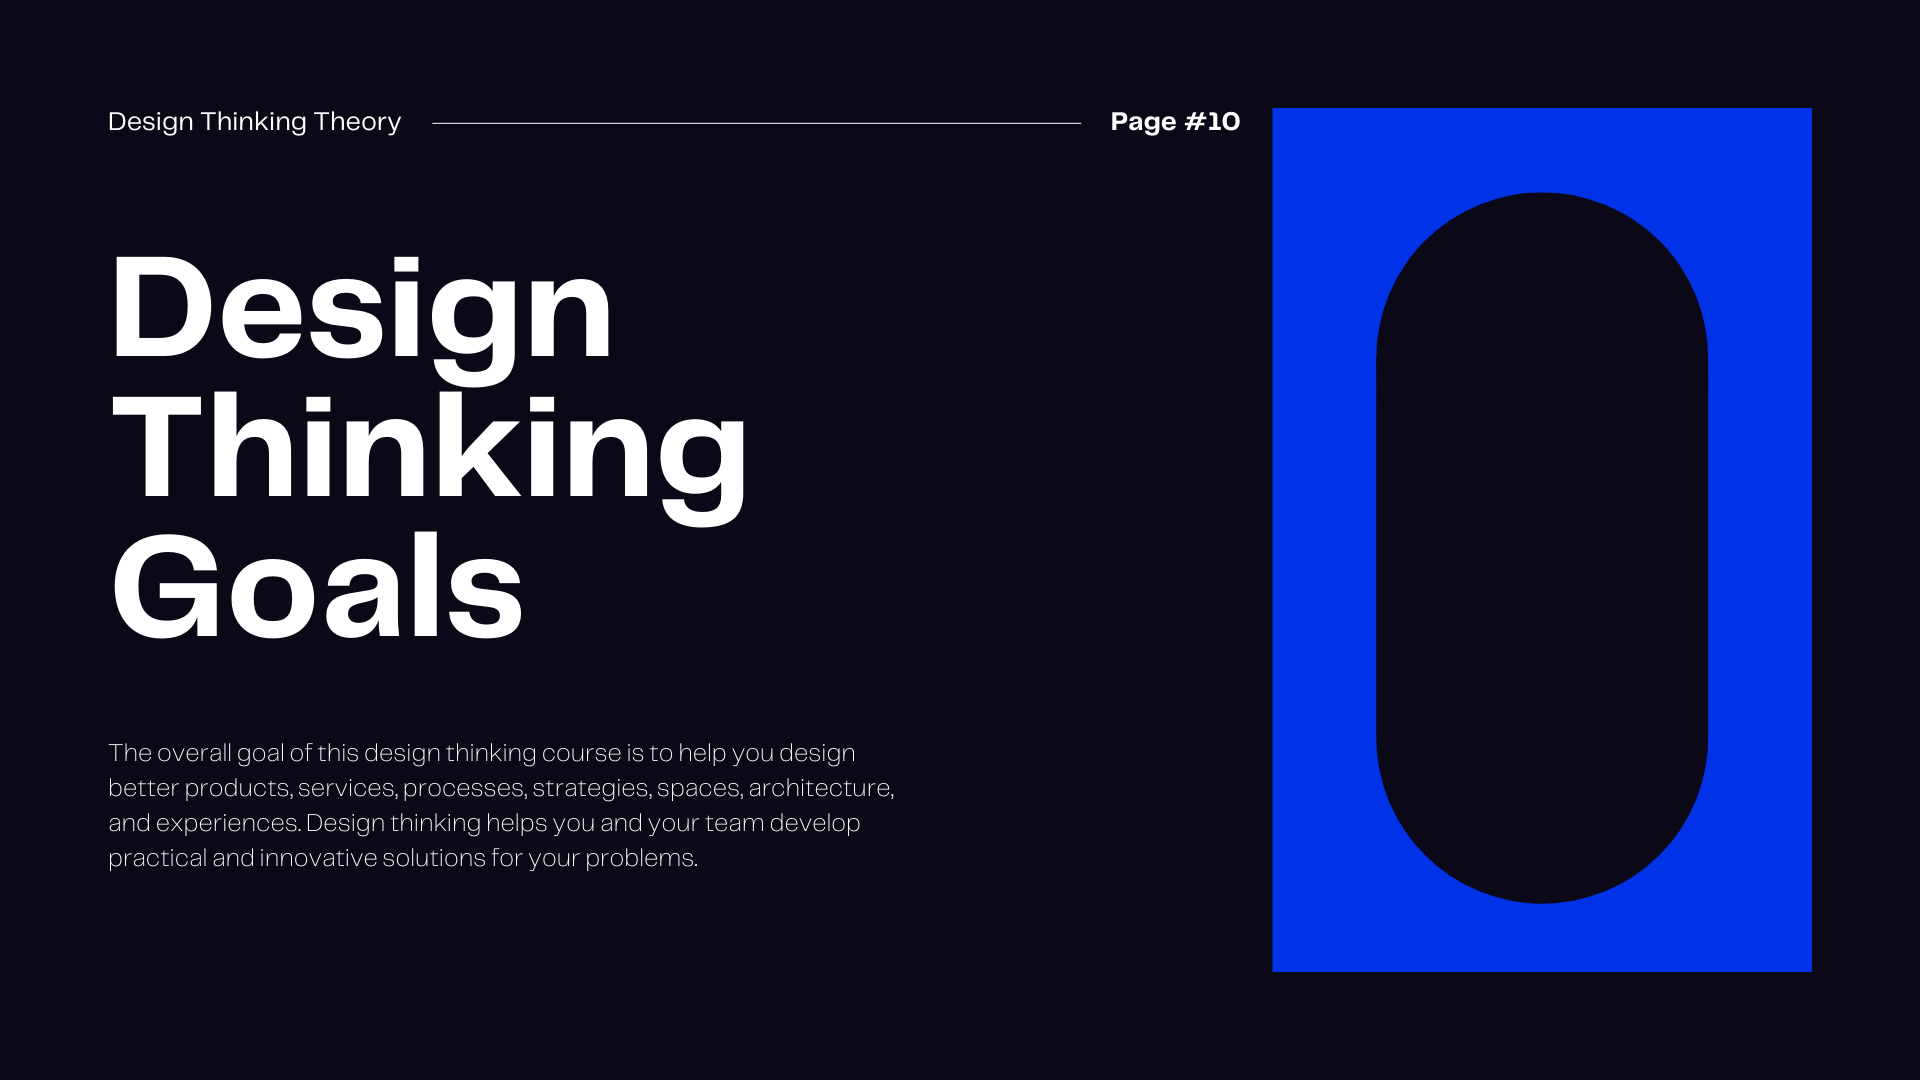 Design Thinking Theory
Page #10
Design
Thinking
Goals
The overall goal of this design thinking course is to help you design
better products, services, processes, strategies, spaces, architecture,
and experiences. Design thinking helps you and your team develop
practical and innovative solutions for your problems.